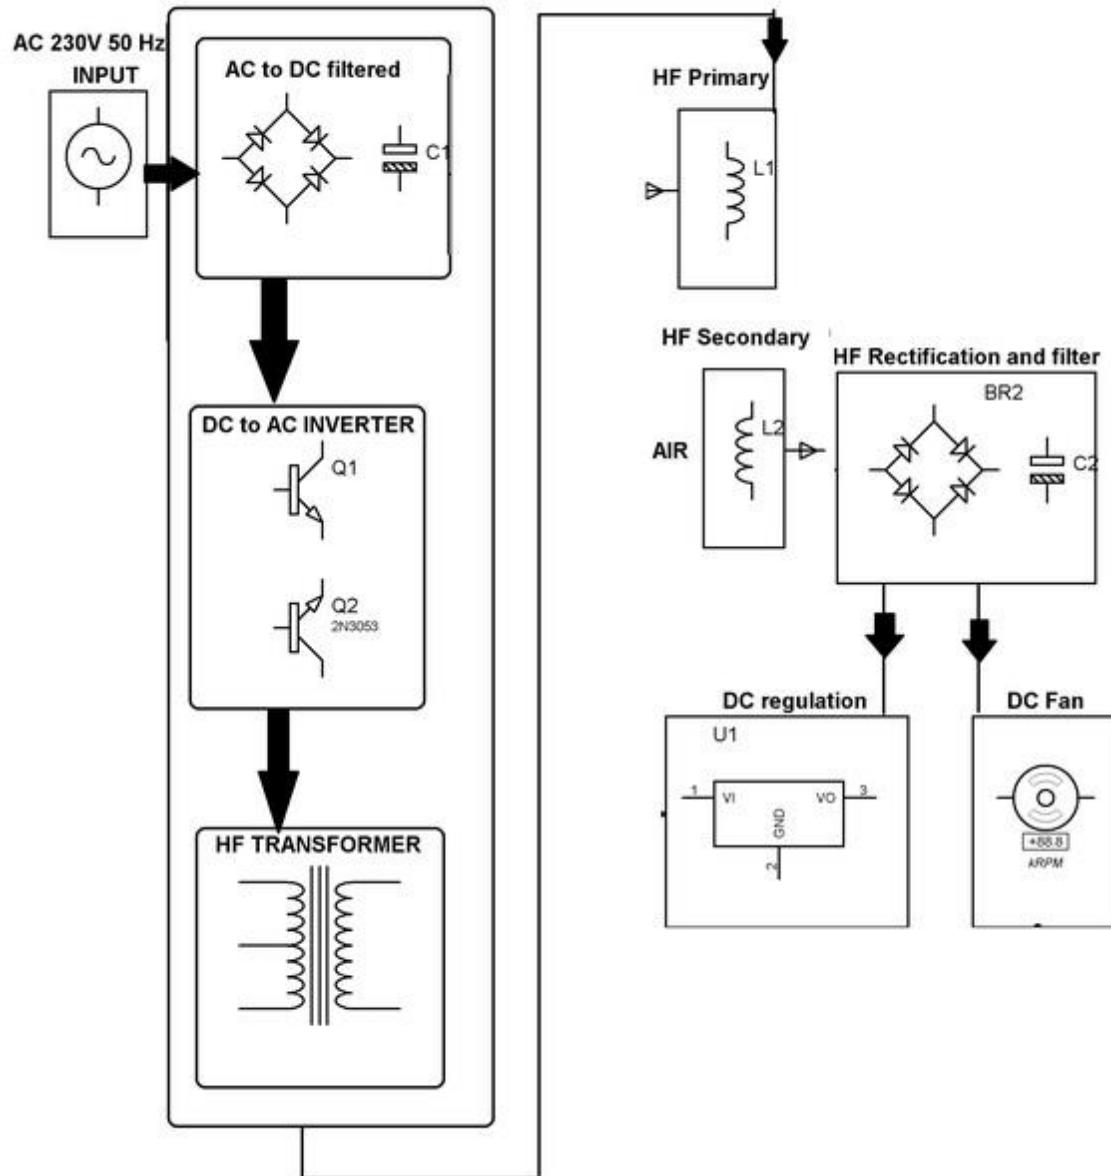 AC 230V 50 Hz
INPUT
AC to DC filtered
C1
DC to AC INVERTER
Q1
Q2
2N3053
HF TRANSFORMER
HF Primary
L1
HF Secondary
AIR
L2
HF Rectification and filter
BR2
C2
DC regulation
U1
1
VI
VO
3
GND
2
DC Fan
+88.8
kRPM